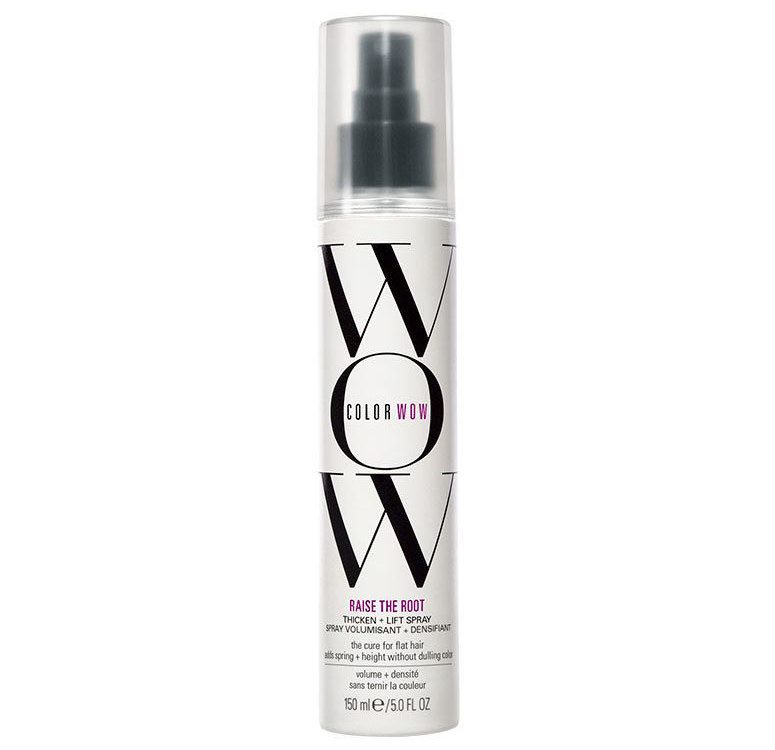 W
O
COLOR WOW
W
RAISE THE ROOT
THICKEN + LIFT SPRAY
SPRAY VOLUMISANT + DENSIFIANT
the cure for flat hair
adds spring + height without dulling color
volume + densité
sans ternir la couleur
150 ml℮/5.0 FL OZ